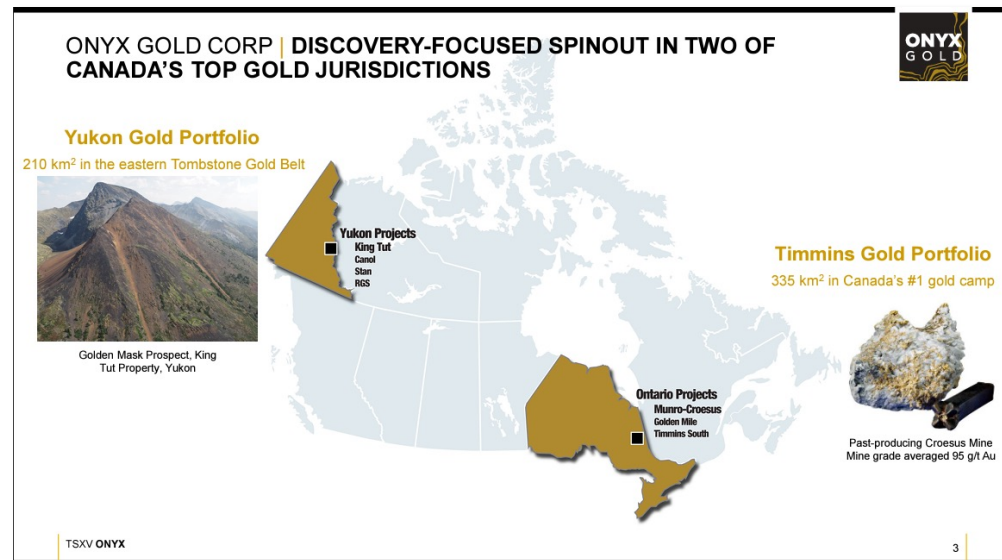 ONYX GOLD CORP | DISCOVERY-FOCUSED SPINOUT IN TWO OF
CANADA'S TOP GOLD JURISDICTIONS
ONYX
GOLD
Yukon Gold Portfolio
210 km² in the eastern Tombstone Gold Belt
Golden Mask Prospect, King
Tut Property, Yukon
Yukon Projects
King Tut
Canol
Stan
RGS
Timmins Gold Portfolio
335 km² in Canada's #1 gold camp
Past-producing Croesus Mine
Mine grade averaged 95 g/t Au
Ontario Projects
Munro-Croesus
Golden Mile
Timmins South
TSXV ONYX
3